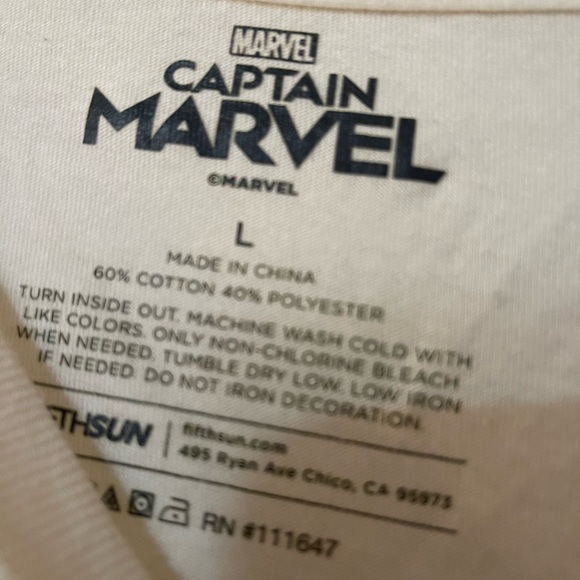 MARVEL
CAPTAIN
MARVEL
©MARVEL
L
MADE IN CHINA
60% COTTON 40% POLYESTER
TURN INSIDE OUT. MACHINE WASH COLD WITH
LIKE COLORS. ONLY NON-CHLORINE BLEACH
WHEN NEEDED. TUMBLE DRY LOW. LOW IRON
IF NEEDED. DO NOT IRON DECORATION.
THSUN
fifthsun.com
495 Ryan Ave Chico, CA 95973
RN #111647